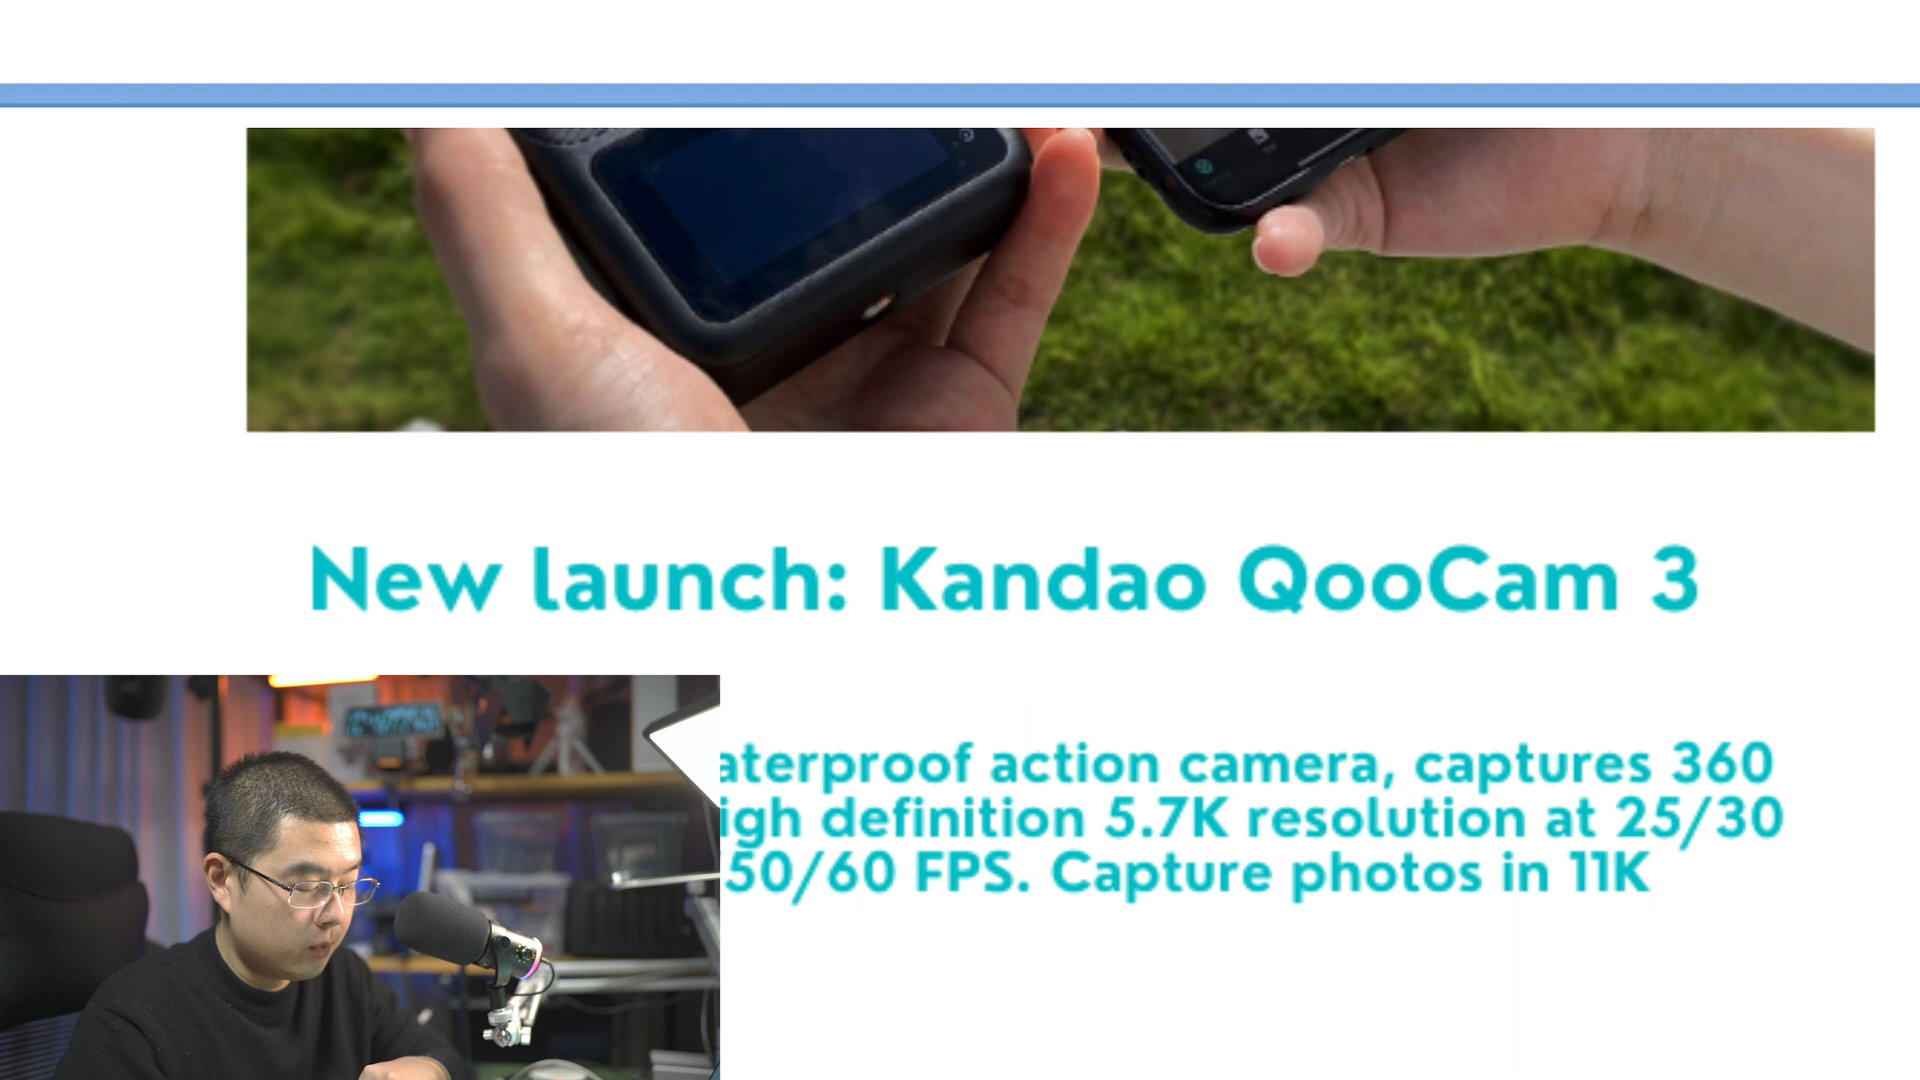 New launch: Kandao QooCam 3
aterproof action camera, captures 360
igh definition 5.7K resolution at 25/30
50/60 FPS. Capture photos in 11K